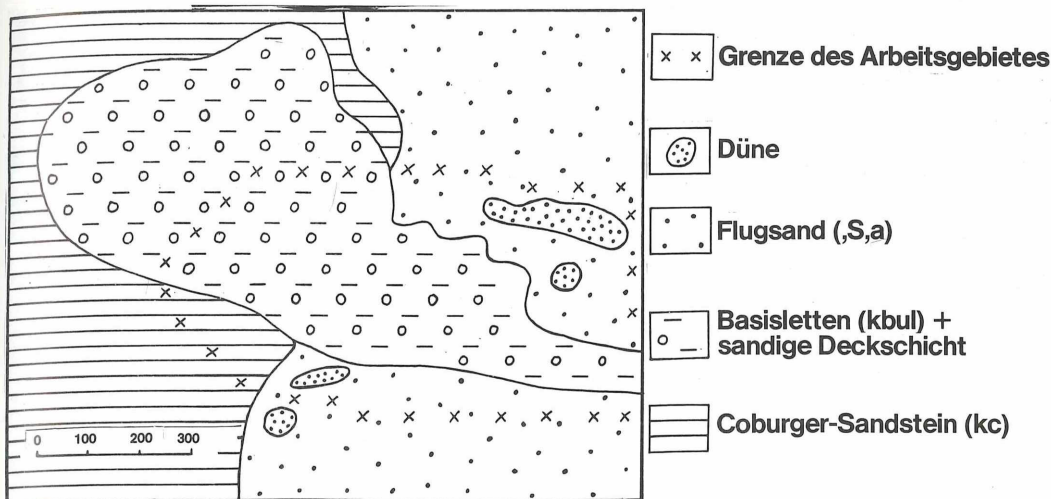 Grenze des Arbeitsgebietes
Düne
Flugsand (,S,a)
Basisletten (kbul) +
sandige Deckschicht
Coburger-Sandstein (kc)
0 100 200 300